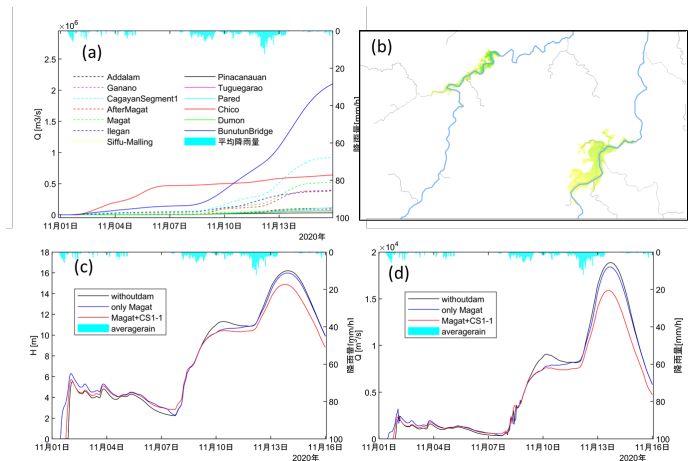 ×10⁶
(a)
Q [m3/s]
2.5
2
1.5
1
0.5
0
Addalam
Ganano
CagayanSegment1
AfterMagat
Magat
Ilegan
Siffu-Malling
Pinacanauan
Tuguegarao
Pared
Chico
Dumon
BunutunBridge
平均降雨量
0
20
40
60
80
100
降雨量[mm/h]
11月01日
11月04日
11月07日
11月10日
11月13日
2020年
(b)
(c)
H [m]
18
16
14
12
10
8
6
4
2
0
withoutdam
only Magat
Magat+CS1-1
averagerain
0
20
40
60
80
100
降雨量[mm/h]
11月01日
11月04日
11月07日
11月10日
11月13日
11月16日
2020年
×10⁴
(d)
Q [m³/s]
2
1.5
1
0.5
0
withoutdam
only Magat
Magat+CS1-1
averagerain
0
20
40
60
80
100
降雨量[mm/h]
11月01日
11月04日
11月07日
11月10日
11月13日
11月16日
2020年